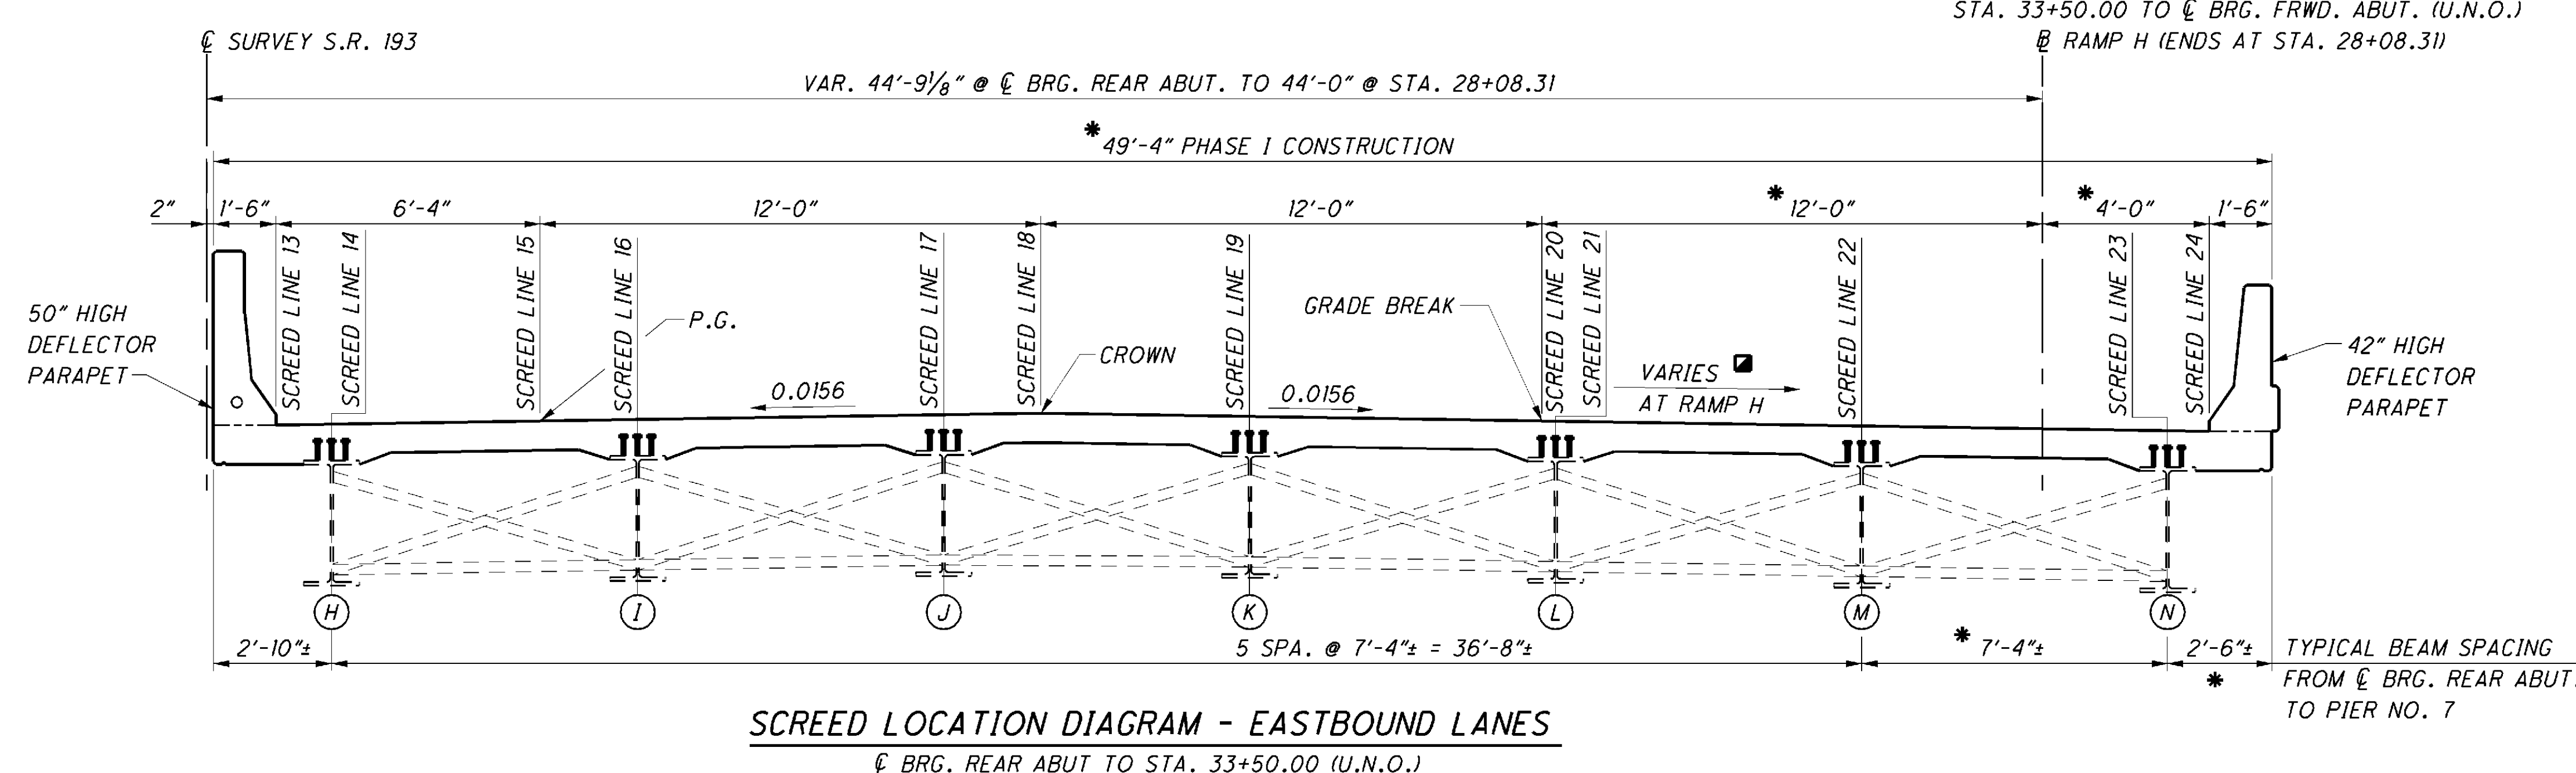 STA. 33+50.00 TO ℄ BRG. FRWD. ABUT. (U.N.O.)
℄ SURVEY S.R. 193
B RAMP H (ENDS AT STA. 28+08.31)
VAR. 44'-9⅛" @ ℄ BRG. REAR ABUT. TO 44'-0" @ STA. 28+08.31
* 49'-4" PHASE I CONSTRUCTION
2"
1'-6"
6'-4"
12'-0"
12'-0"
* 12'-0"
* 4'-0"
1'-6"
SCREED LINE 13
SCREED LINE 14
SCREED LINE 15
SCREED LINE 16
SCREED LINE 17
SCREED LINE 18
SCREED LINE 19
SCREED LINE 20
SCREED LINE 21
SCREED LINE 22
SCREED LINE 23
SCREED LINE 24
50" HIGH
DEFLECTOR
PARAPET
P.G.
0.0156
CROWN
GRADE BREAK
0.0156
VARIES
AT RAMP H
42" HIGH
DEFLECTOR
PARAPET
H
I
J
K
L
M
N
2'-10"±
5 SPA. @ 7'-4"± = 36'-8"±
* 7'-4"±
2'-6"±
TYPICAL BEAM SPACING
* FROM ℄ BRG. REAR ABUT.
TO PIER NO. 7
SCREED LOCATION DIAGRAM - EASTBOUND LANES
℄ BRG. REAR ABUT TO STA. 33+50.00 (U.N.O.)